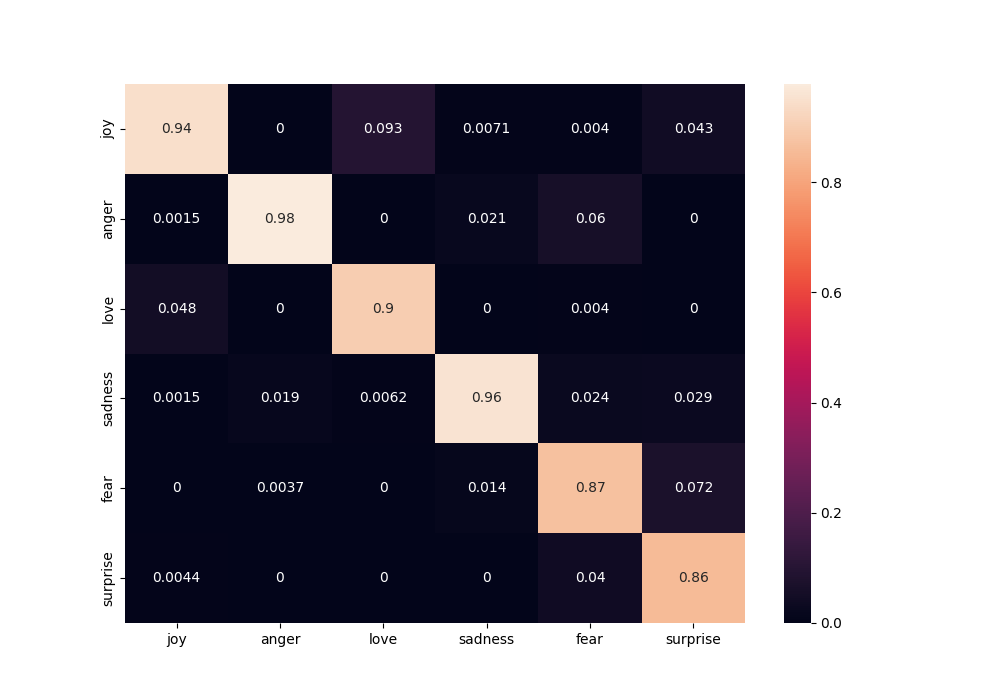 joy 0.94 0 0.093 0.0071 0.004 0.043
anger 0.0015 0.98 0 0.021 0.06 0 0.8
love 0.048 0 0.9 0 0.004 0 0.6
sadness 0.0015 0.019 0.0062 0.96 0.024 0.029 0.4
fear 0 0.0037 0 0.014 0.87 0.072 0.2
surprise 0.0044 0 0 0 0.04 0.86 0.0
joy anger love sadness fear surprise